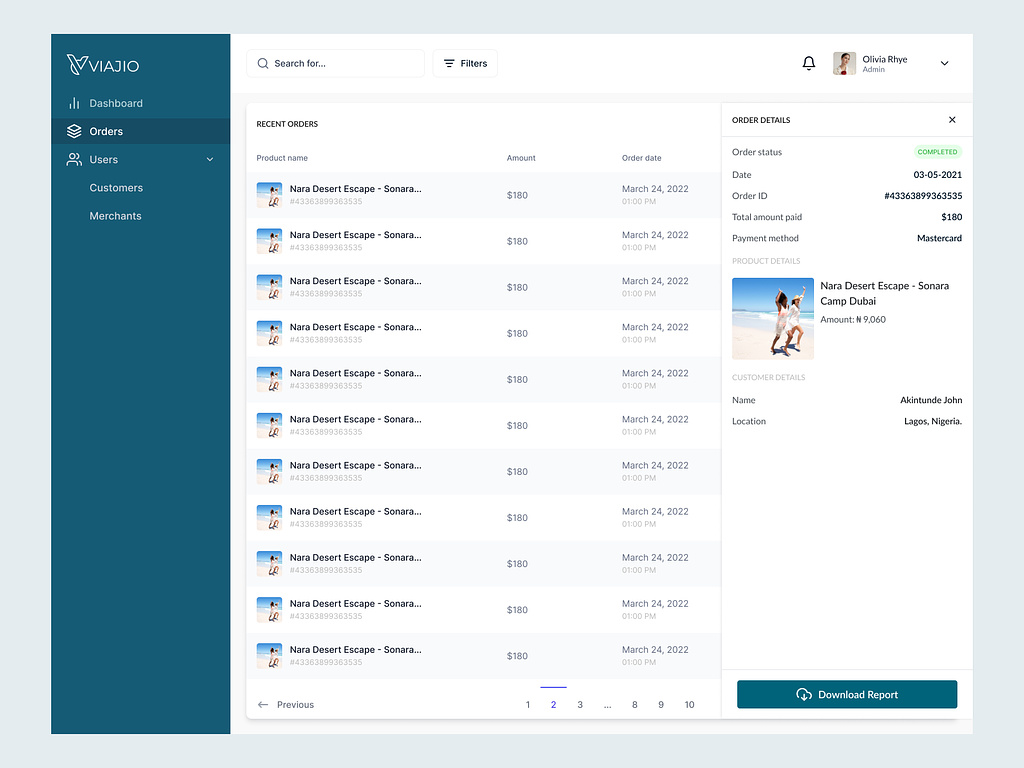 VIAJIO
Dashboard
Orders
Users
Customers
Merchants
Search for...
Filters
Olivia Rhye
Admin
RECENT ORDERS
Product name Amount Order date
Nara Desert Escape - Sonara... $180 March 24, 2022
#43363899363535 01:00 PM
Nara Desert Escape - Sonara... $180 March 24, 2022
#43363899363535 01:00 PM
Nara Desert Escape - Sonara... $180 March 24, 2022
#43363899363535 01:00 PM
Nara Desert Escape - Sonara... $180 March 24, 2022
#43363899363535 01:00 PM
Nara Desert Escape - Sonara... $180 March 24, 2022
#43363899363535 01:00 PM
Nara Desert Escape - Sonara... $180 March 24, 2022
#43363899363535 01:00 PM
Nara Desert Escape - Sonara... $180 March 24, 2022
#43363899363535 01:00 PM
Nara Desert Escape - Sonara... $180 March 24, 2022
#43363899363535 01:00 PM
Nara Desert Escape - Sonara... $180 March 24, 2022
#43363899363535 01:00 PM
Nara Desert Escape - Sonara... $180 March 24, 2022
#43363899363535 01:00 PM
Nara Desert Escape - Sonara... $180 March 24, 2022
#43363899363535 01:00 PM
Previous 1 2 3 ... 8 9 10
ORDER DETAILS
Order status COMPLETED
Date 03-05-2021
Order ID #43363899363535
Total amount paid $180
Payment method Mastercard
PRODUCT DETAILS
Nara Desert Escape - Sonara
Camp Dubai
Amount: ₦ 9,060
CUSTOMER DETAILS
Name Akintunde John
Location Lagos, Nigeria.
Download Report